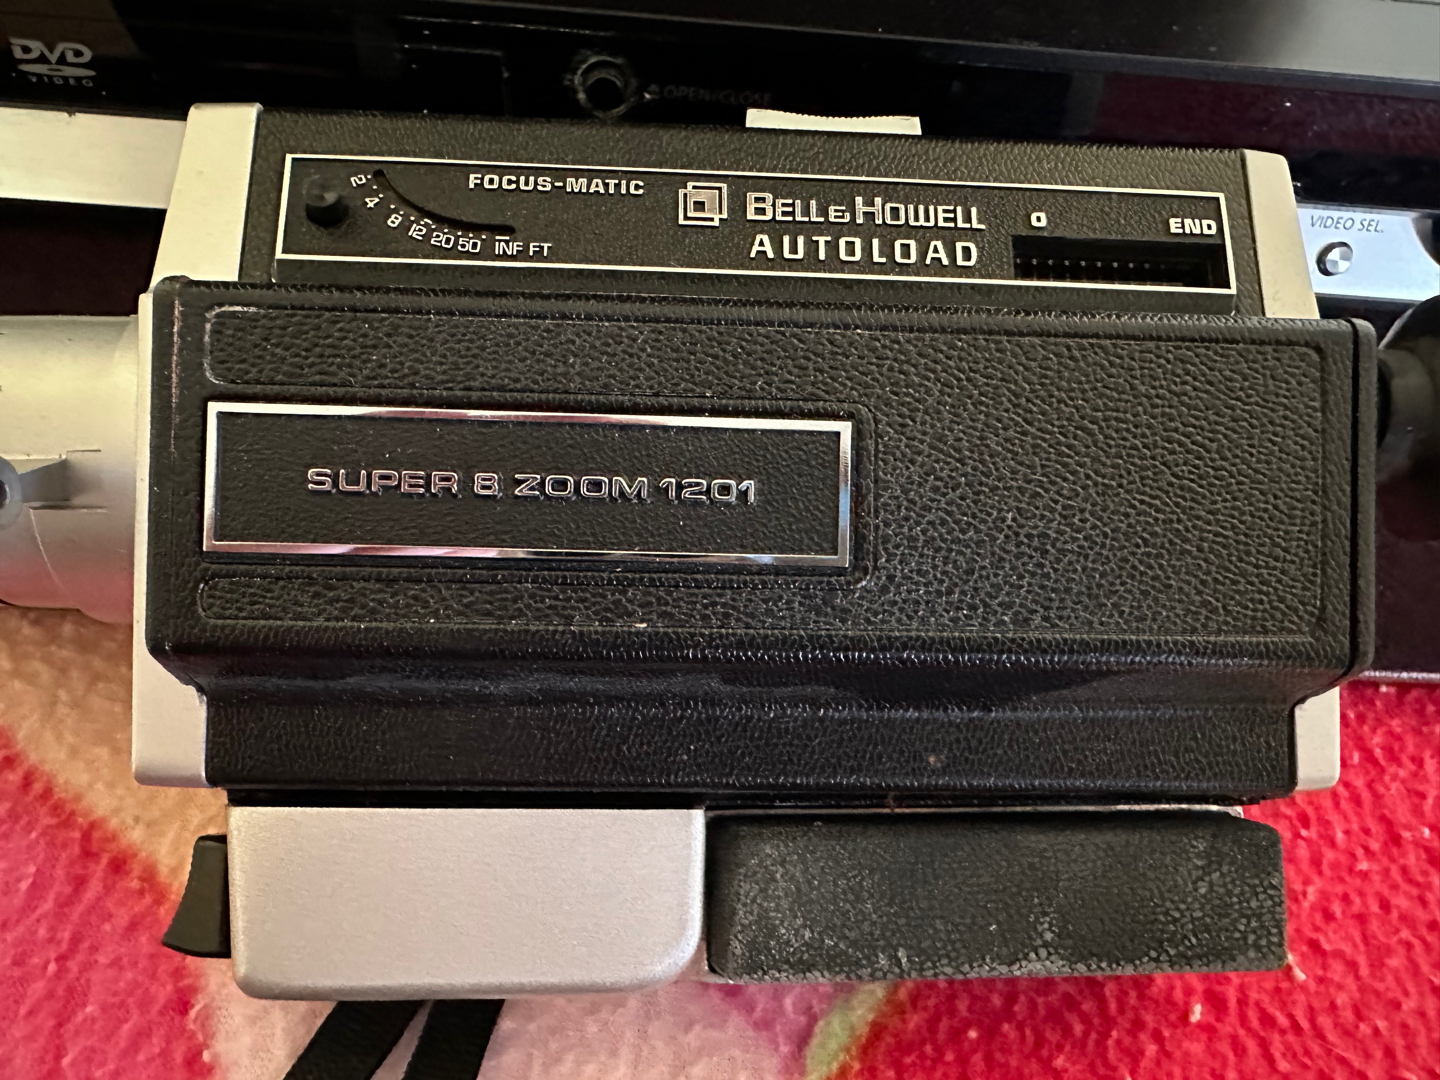 DVD
VIDEO
OPEN/CLOSE
FOCUS-MATIC
2 4 8 12 20 50 INF FT
BELL & HOWELL
AUTOLOAD
0 END
VIDEO SEL.
SUPER 8 ZOOM 1201